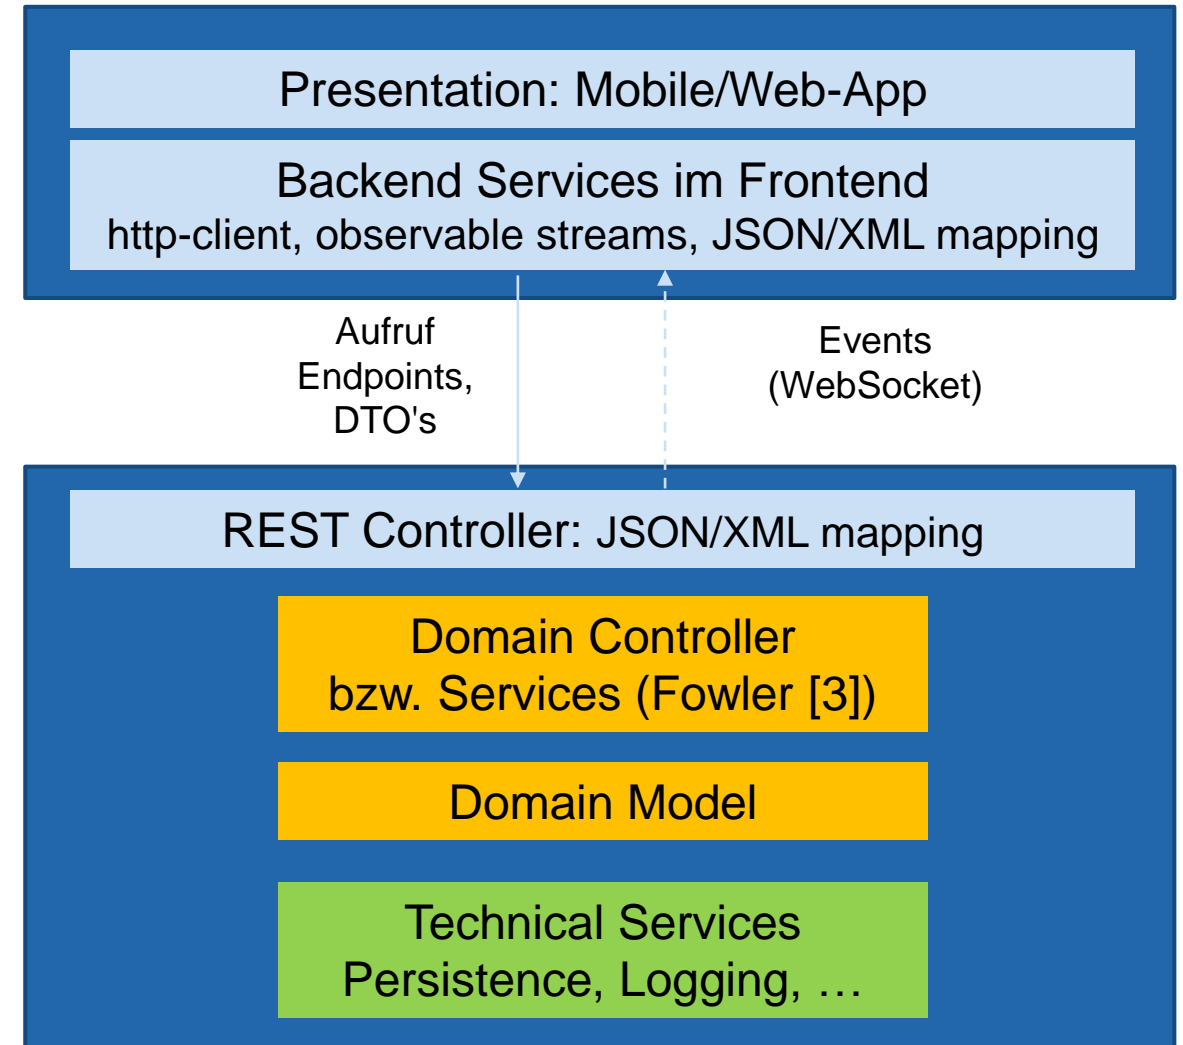 Presentation: Mobile/Web-App
Backend Services im Frontend
http-client, observable streams, JSON/XML mapping
Aufruf
Endpoints,
DTO's
Events
(WebSocket)
REST Controller: JSON/XML mapping
Domain Controller
bzw. Services (Fowler [3])
Domain Model
Technical Services
Persistence, Logging, …